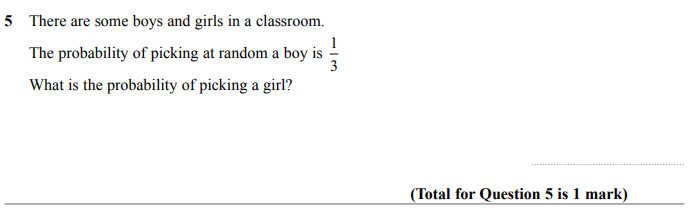 5 There are some boys and girls in a classroom.
The probability of picking at random a boy is 1/3
What is the probability of picking a girl?
(Total for Question 5 is 1 mark)